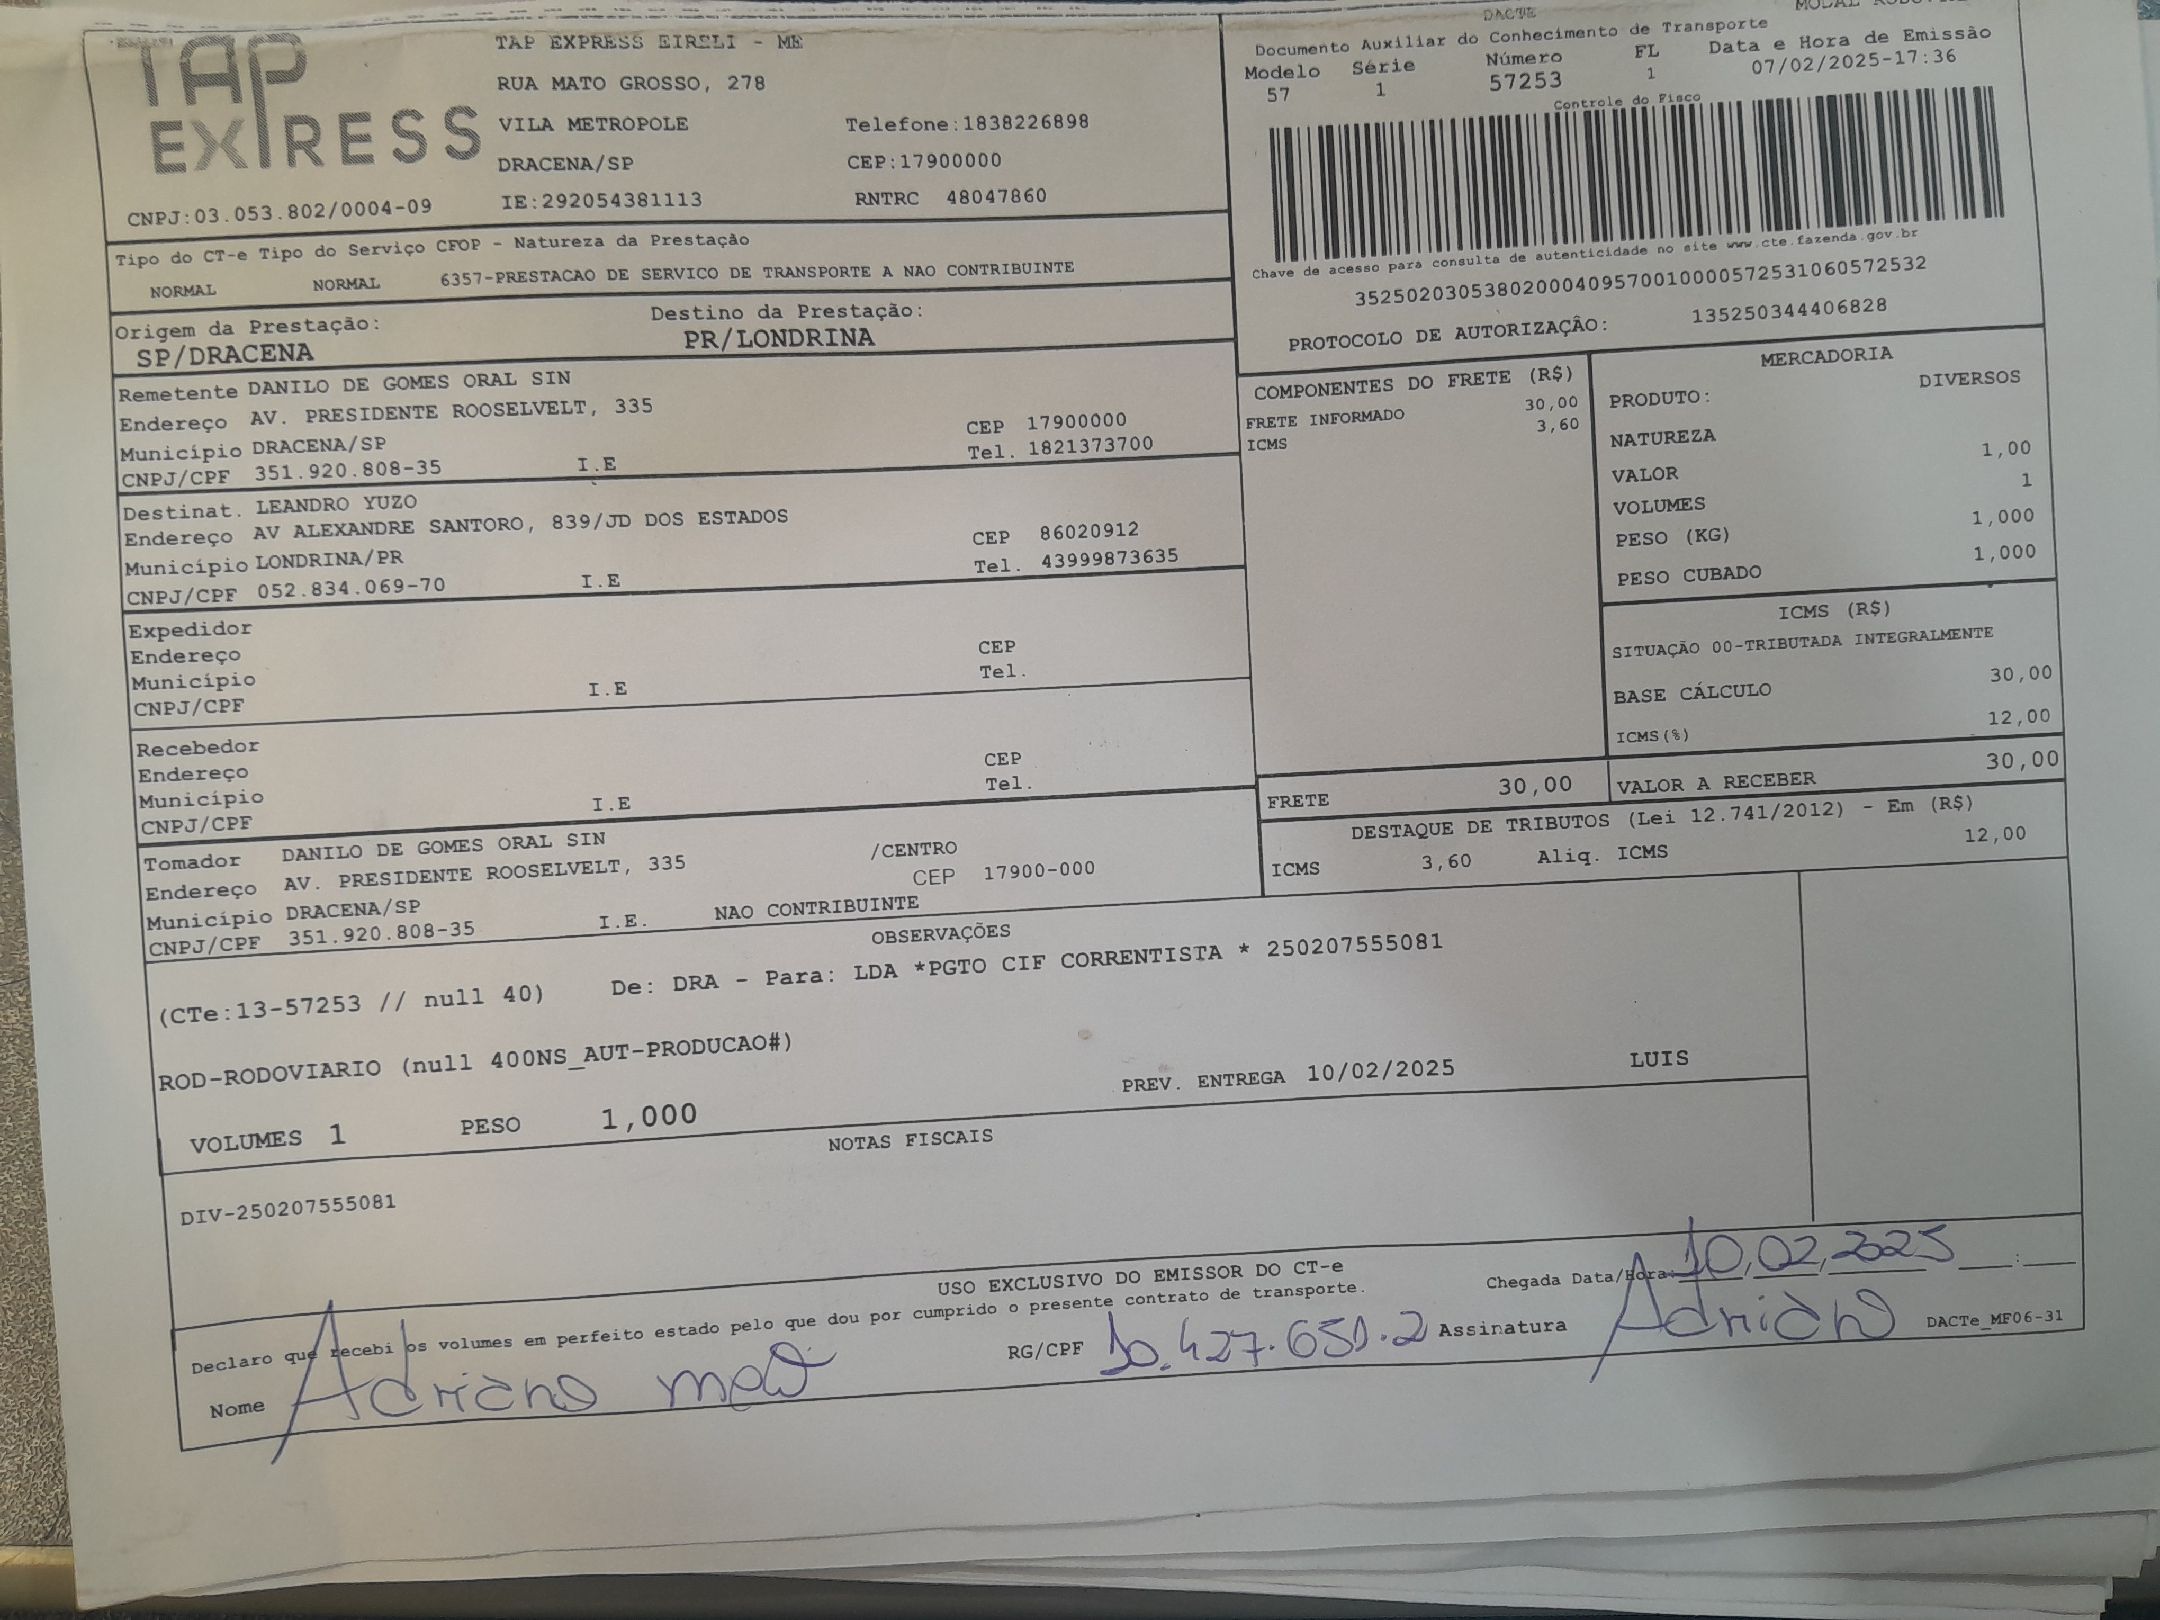 TAP
EXPRESS
CNPJ:03.053.802/0004-09
TAP EXPRESS EIRELI - ME
RUA MATO GROSSO, 278
VILA METROPOLE Telefone:1838226898
DRACENA/SP CEP:17900000
IE:292054381113 RNTRC 48047860
DACTE
Documento Auxiliar do Conhecimento de Transporte
Modelo Série Número FL Data e Hora de Emissão
57 1 57253 1 07/02/2025-17:36
Controle do Fisco
Chave de acesso para consulta de autenticidade no site www.cte.fazenda.gov.br
35250203053802000409570010000572531060572532
PROTOCOLO DE AUTORIZAÇÃO: 135250344406828
Tipo do CT-e Tipo do Serviço CFOP - Natureza da Prestação
NORMAL NORMAL 6357-PRESTACAO DE SERVICO DE TRANSPORTE A NAO CONTRIBUINTE
Origem da Prestação: Destino da Prestação:
SP/DRACENA PR/LONDRINA
Remetente DANILO DE GOMES ORAL SIN
Endereço AV. PRESIDENTE ROOSELVELT, 335 CEP 17900000
Município DRACENA/SP Tel. 1821373700
CNPJ/CPF 351.920.808-35 I.E
Destinat. LEANDRO YUZO
Endereço AV ALEXANDRE SANTORO, 839/JD DOS ESTADOS CEP 86020912
Município LONDRINA/PR Tel. 43999873635
CNPJ/CPF 052.834.069-70 I.E
Expedidor
Endereço CEP
Município Tel.
CNPJ/CPF I.E
Recebedor
Endereço CEP
Município Tel.
CNPJ/CPF I.E
Tomador DANILO DE GOMES ORAL SIN /CENTRO
Endereço AV. PRESIDENTE ROOSELVELT, 335 CEP 17900-000
Município DRACENA/SP
CNPJ/CPF 351.920.808-35 I.E. NAO CONTRIBUINTE
COMPONENTES DO FRETE (R$)
FRETE INFORMADO 30,00
ICMS 3,60
MERCADORIA
PRODUTO: DIVERSOS
NATUREZA
VALOR 1,00
VOLUMES 1
PESO (KG) 1,000
PESO CUBADO 1,000
ICMS (R$)
SITUAÇÃO 00-TRIBUTADA INTEGRALMENTE
BASE CÁLCULO 30,00
ICMS(%) 12,00
FRETE 30,00 VALOR A RECEBER 30,00
DESTAQUE DE TRIBUTOS (Lei 12.741/2012) - Em (R$)
ICMS 3,60 Aliq. ICMS 12,00
OBSERVAÇÕES
(CTe:13-57253 // null 40) De: DRA - Para: LDA *PGTO CIF CORRENTISTA * 250207555081
ROD-RODOVIARIO (null 400NS_AUT-PRODUCAO#)
PREV. ENTREGA 10/02/2025 LUIS
VOLUMES 1 PESO 1,000
NOTAS FISCAIS
DIV-250207555081
USO EXCLUSIVO DO EMISSOR DO CT-e
Chegada Data/Hora: 10,02,2025 :
Declaro que recebi os volumes em perfeito estado pelo que dou por cumprido o presente contrato de transporte.
Nome Adriano RG/CPF 10.427.651.2 Assinatura Adriano DACTe_MF06-31